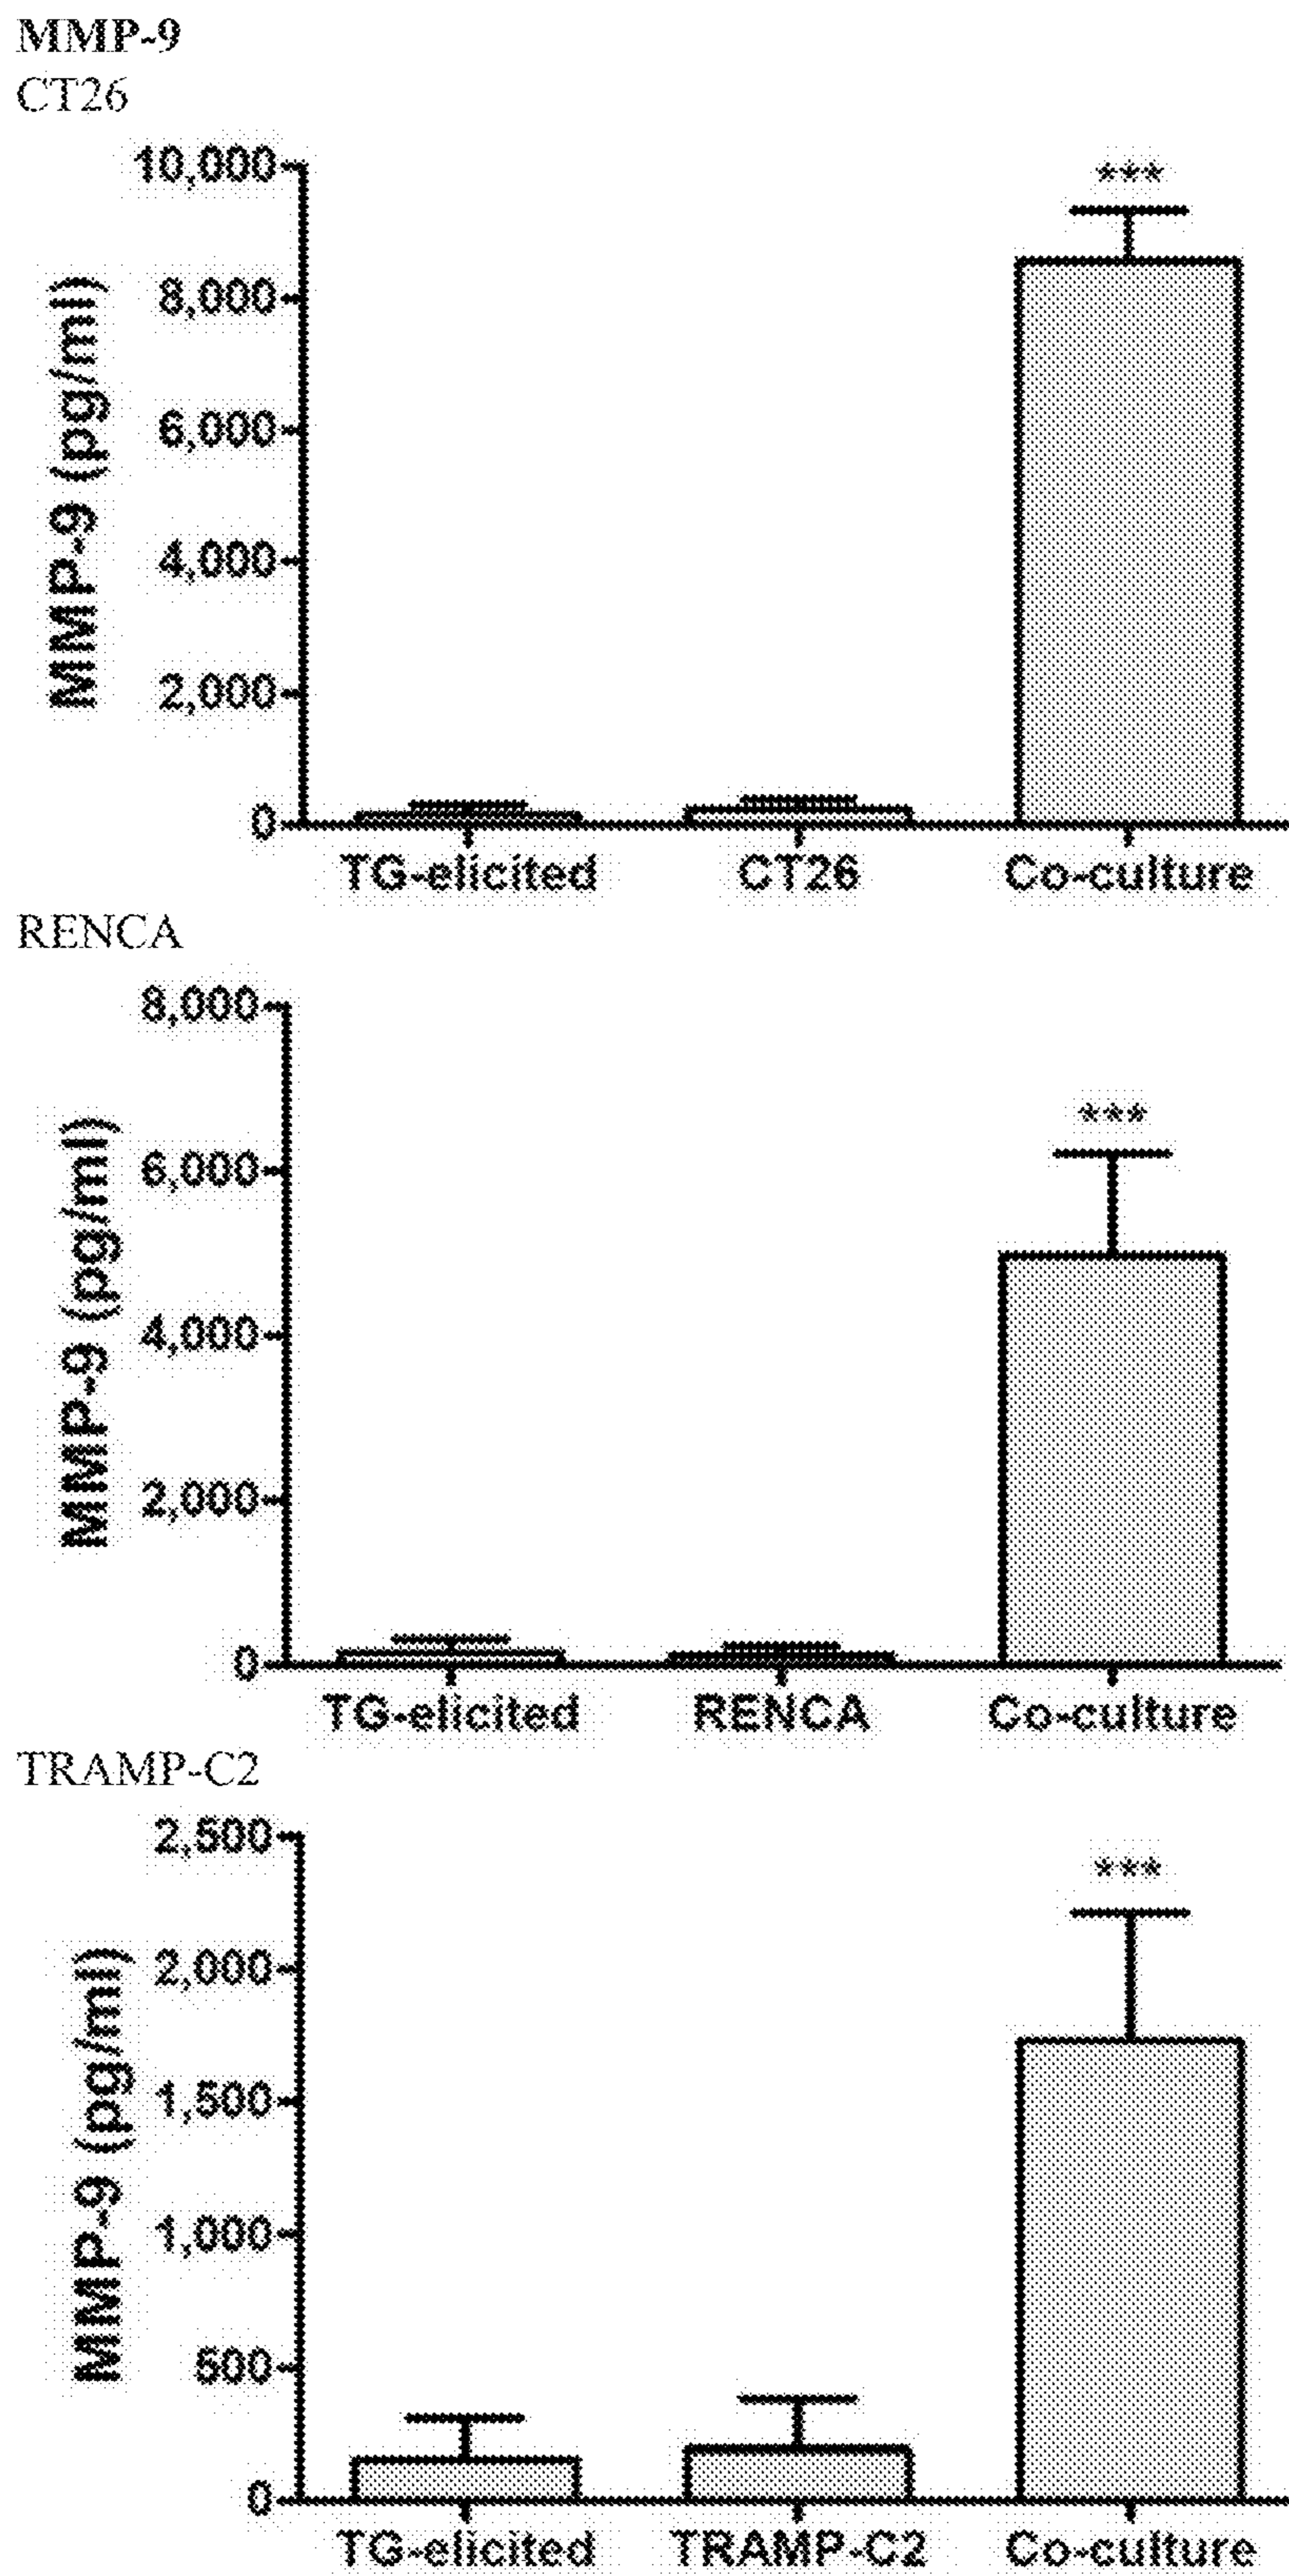 MMP-9
CT26
10,000
8,000
6,000
4,000
2,000
0
MMP-9 (pg/ml)
***
TG-elicited CT26 Co-culture
RENCA
8,000
6,000
4,000
2,000
0
MMP-9 (pg/ml)
***
TG-elicited RENCA Co-culture
TRAMP-C2
2,500
2,000
1,500
1,000
500
0
MMP-9 (pg/ml)
***
TG-elicited TRAMP-C2 Co-culture